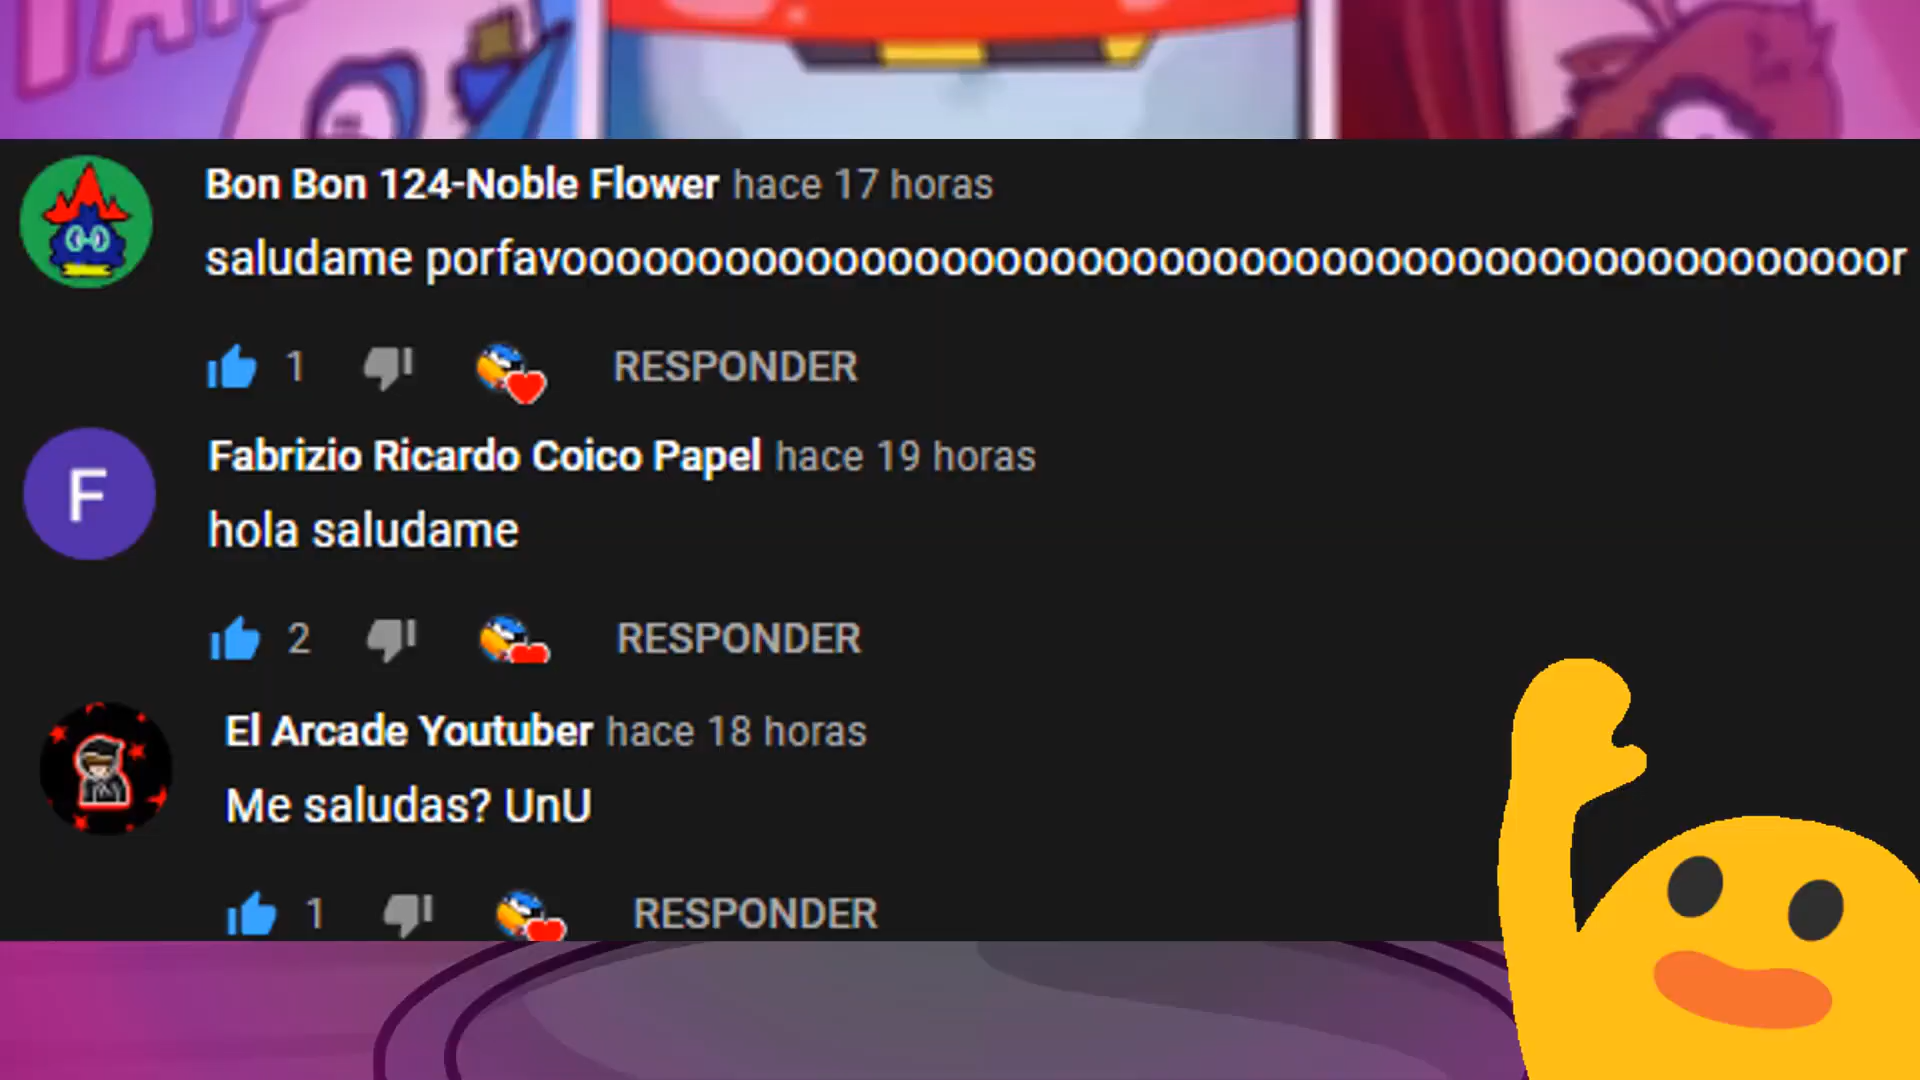 Bon Bon 124-Noble Flower hace 17 horas
saludame porfavooooooooooooooooooooooooooooooooooooooooooooooooor
1 RESPONDER
F
Fabrizio Ricardo Coico Papel hace 19 horas
hola saludame
2 RESPONDER
El Arcade Youtuber hace 18 horas
Me saludas? UnU
1 RESPONDER